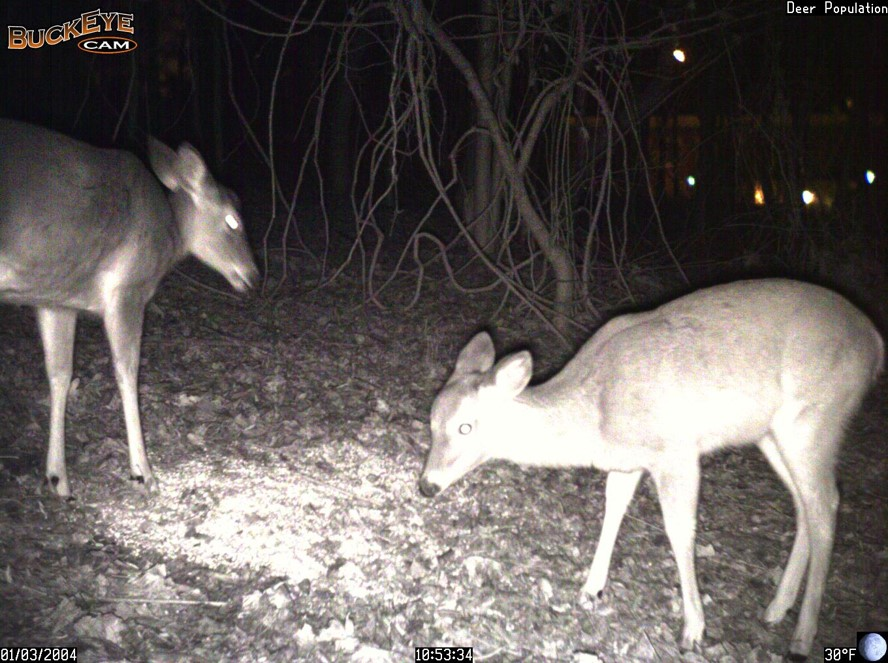 BUCKEYE
CAM
Deer Population
01/03/2004
10:53:34
30°F